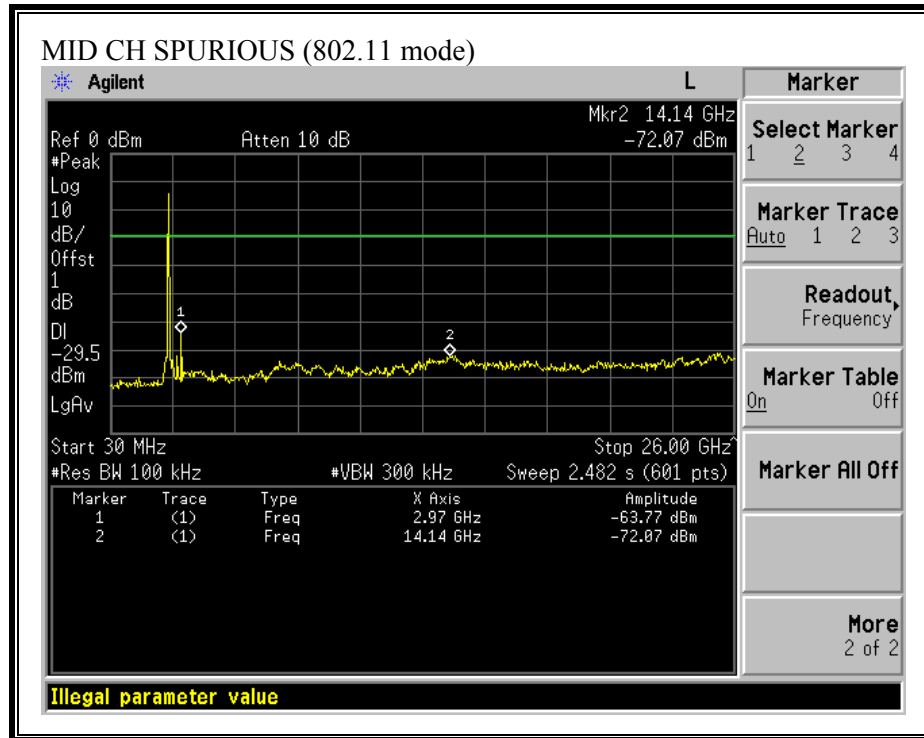 MID CH SPURIOUS (802.11 mode)
Agilent L
Mkr2 14.14 GHz
Ref 0 dBm Atten 10 dB -72.07 dBm
#Peak
Log
10
dB/
Offst
1
dB
DI
-29.5
dBm
LgAv
1
2
Start 30 MHz Stop 26.00 GHz^
#Res BW 100 kHz #VBW 300 kHz Sweep 2.482 s (601 pts)
Marker Trace Type X Axis Amplitude
1 (1) Freq 2.97 GHz -63.77 dBm
2 (1) Freq 14.14 GHz -72.07 dBm
Illegal parameter value
Marker
Select Marker
1 2 3 4
Marker Trace
Auto 1 2 3
Readout
Frequency
Marker Table
On Off
Marker All Off
More
2 of 2